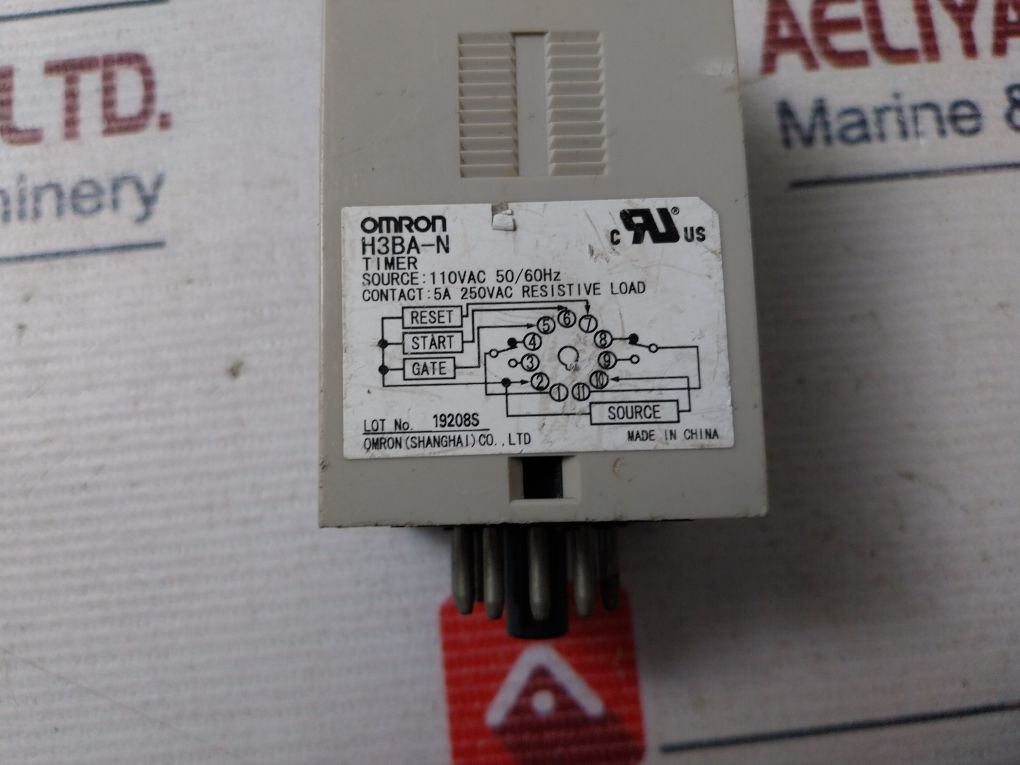 LTD.
AELIYA
Marine &
OMRON
H3BA-N
TIMER
SOURCE:110VAC 50/60Hz
CONTACT:5A 250VAC RESISTIVE LOAD
c RU ® US
RESET
START
GATE
① ② ③ ④ ⑤ ⑥ ⑦ ⑧ ⑨ ⑩ ⑪
SOURCE
LOT No. 19208S
OMRON(SHANGHAI)CO.,LTD
MADE IN CHINA